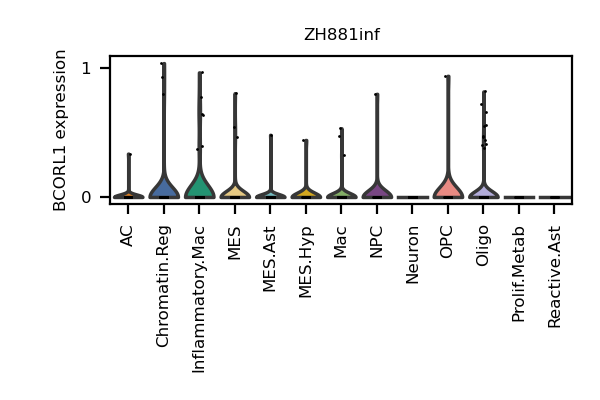 ZH881inf
BCORL1 expression
1
0
AC
Chromatin.Reg
Inflammatory.Mac
MES
MES.Ast
MES.Hyp
Mac
NPC
Neuron
OPC
Oligo
Prolif.Metab
Reactive.Ast